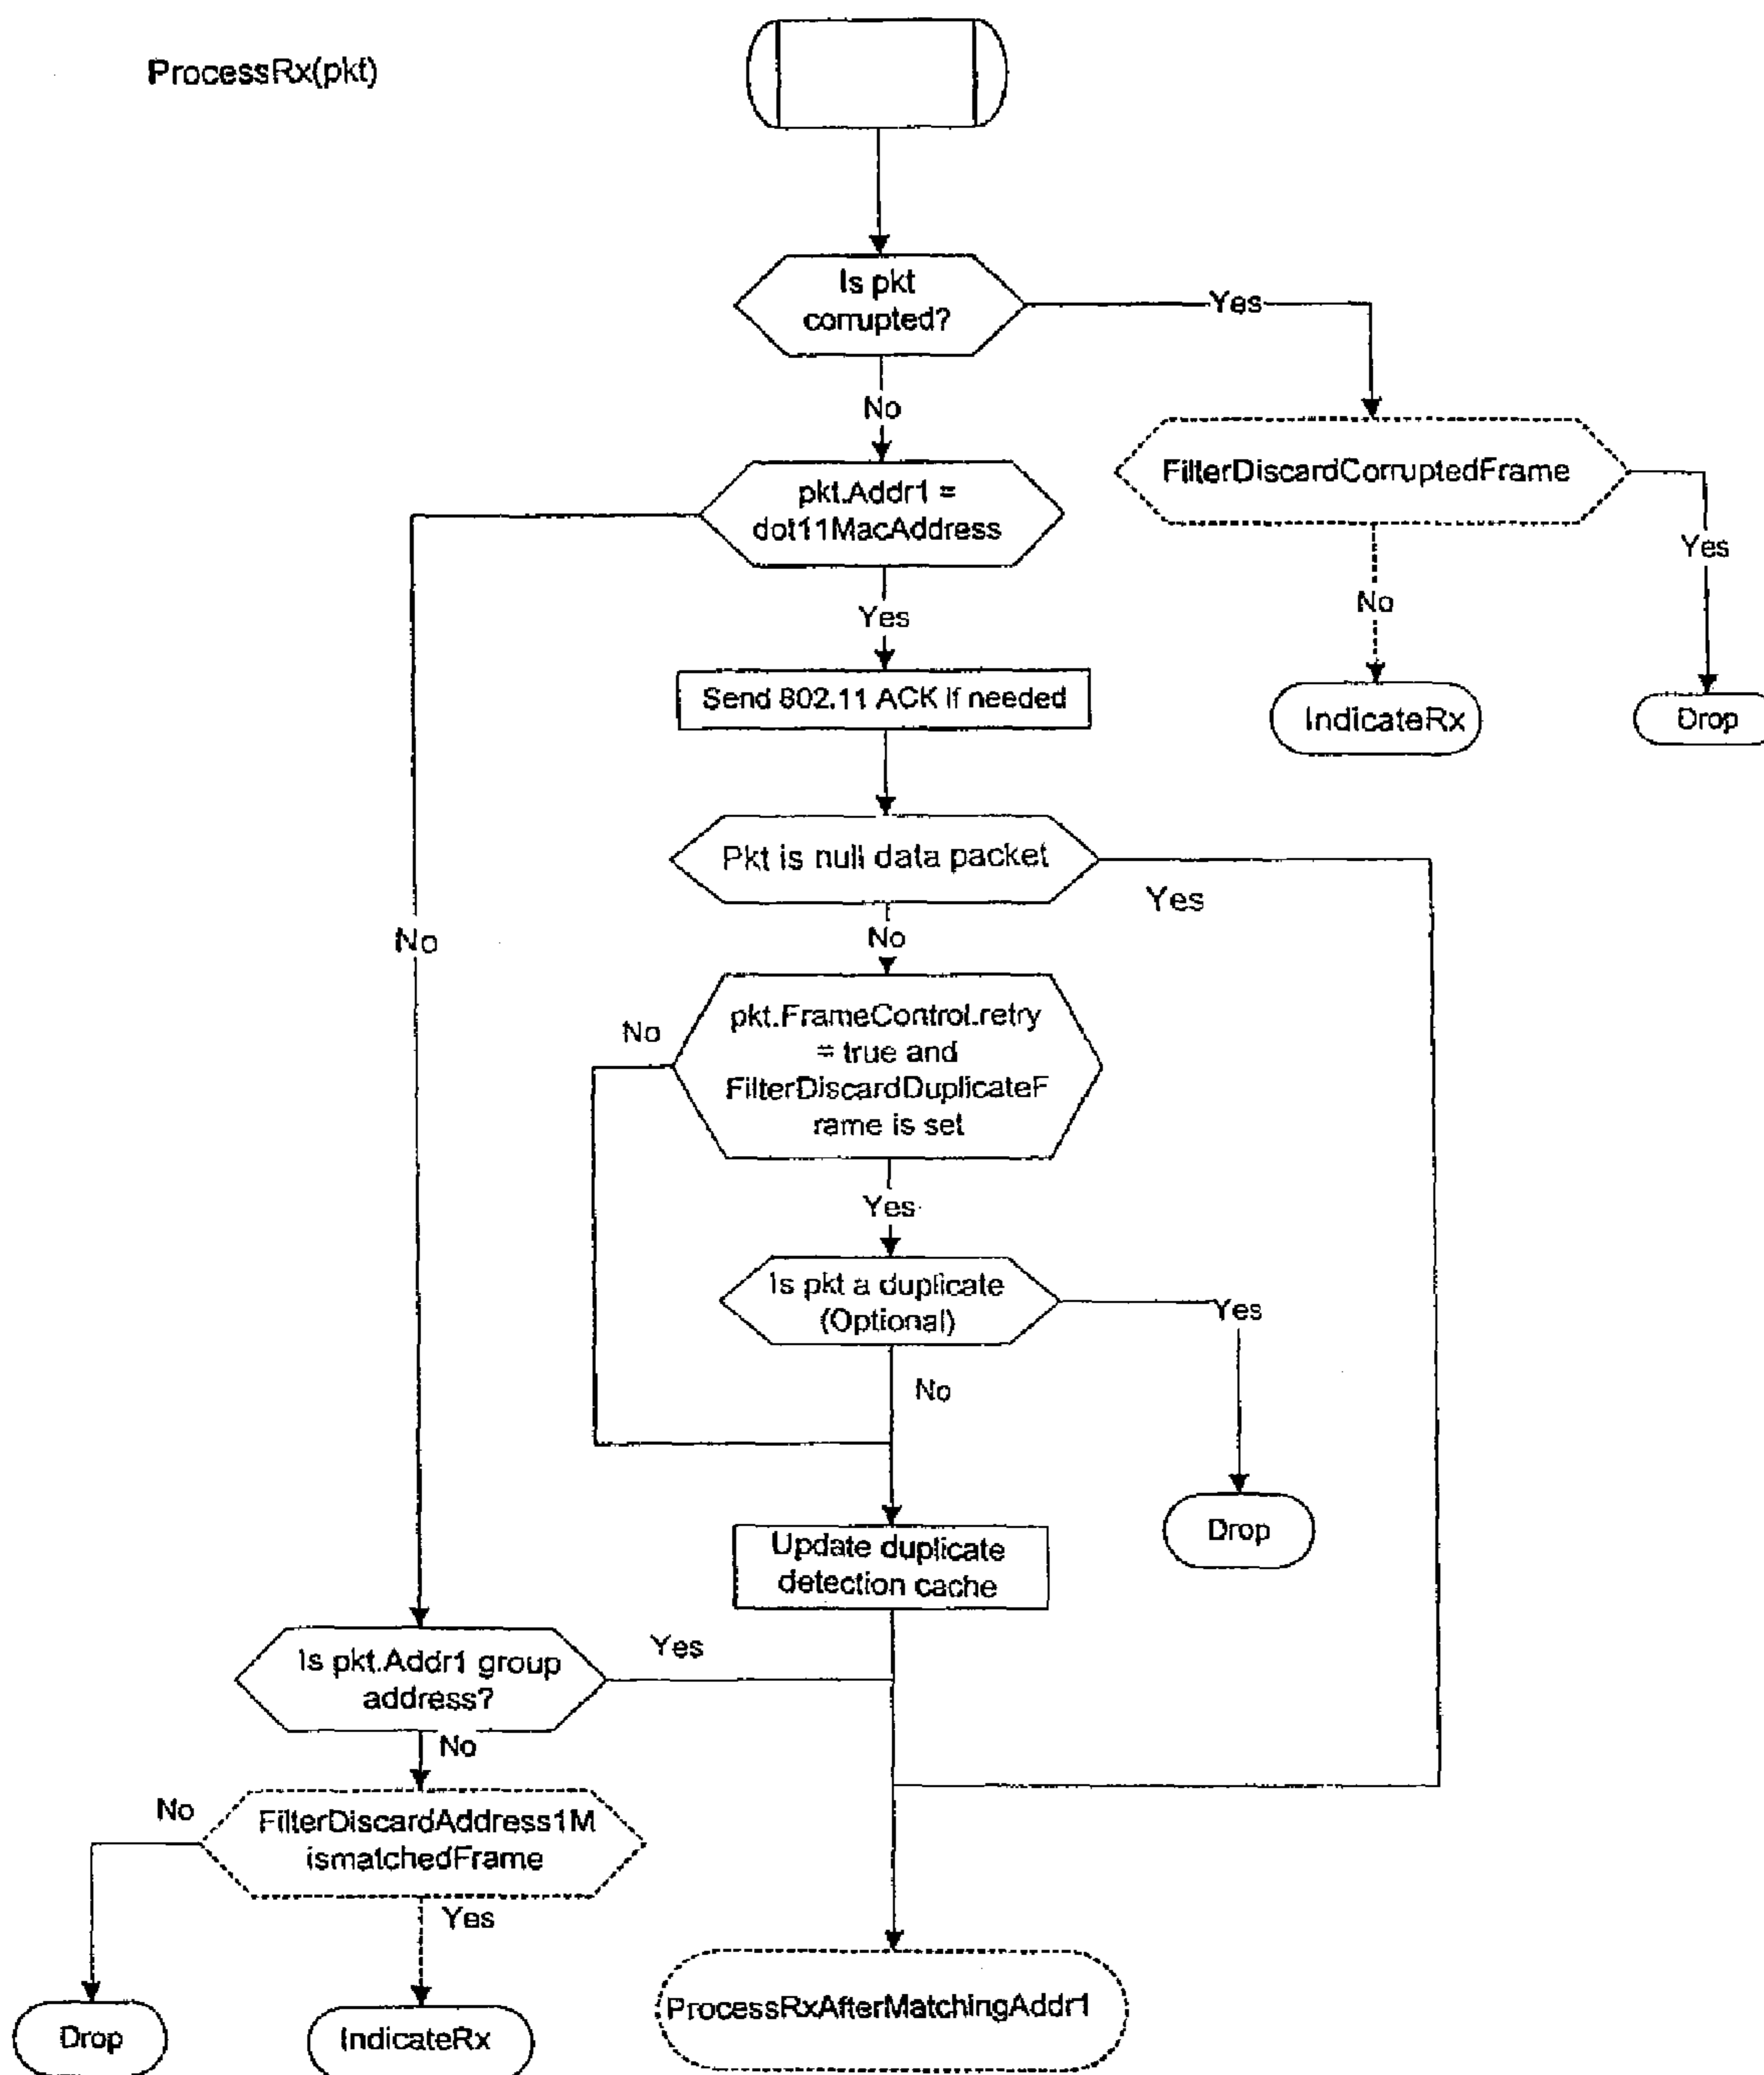 ProcessRx(pkt)
Is pkt
corrupted?
Yes
No
FilterDiscardCorruptedFrame
pkt.Addr1 =
dot11MacAddress
Yes
No
Yes
Send 802.11 ACK if needed
IndicateRx
Drop
Pkt is null data packet
Yes
No
No
pkt.FrameControl.retry
= true and
FilterDiscardDuplicateF
rame is set
No
Yes
Is pkt a duplicate
(Optional)
Yes
No
Drop
Update duplicate
detection cache
Is pkt.Addr1 group
address?
Yes
No
FilterDiscardAddress1M
ismatchedFrame
No
Yes
Drop
IndicateRx
ProcessRxAfterMatchingAddr1